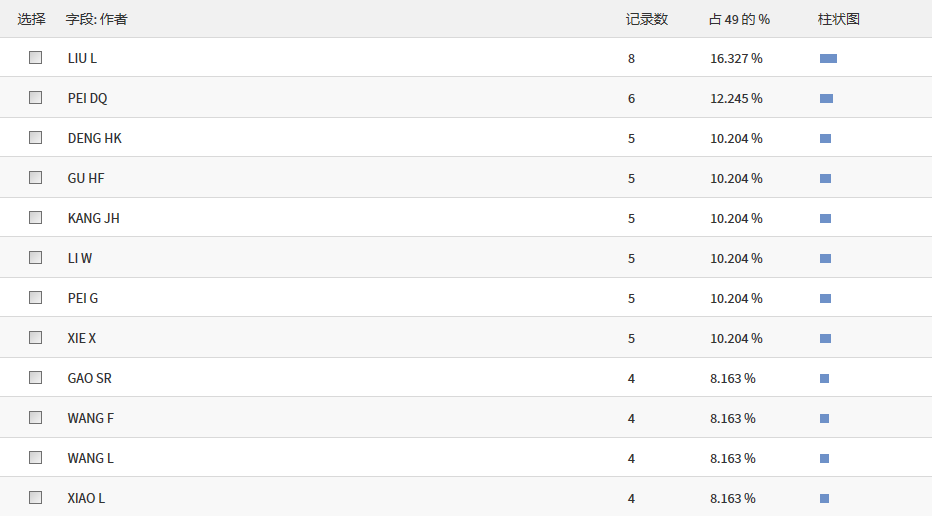 选择 字段: 作者 记录数 占 49 的 % 柱状图
LIU L 8 16.327 %
PEI DQ 6 12.245 %
DENG HK 5 10.204 %
GU HF 5 10.204 %
KANG JH 5 10.204 %
LI W 5 10.204 %
PEI G 5 10.204 %
XIE X 5 10.204 %
GAO SR 4 8.163 %
WANG F 4 8.163 %
WANG L 4 8.163 %
XIAO L 4 8.163 %